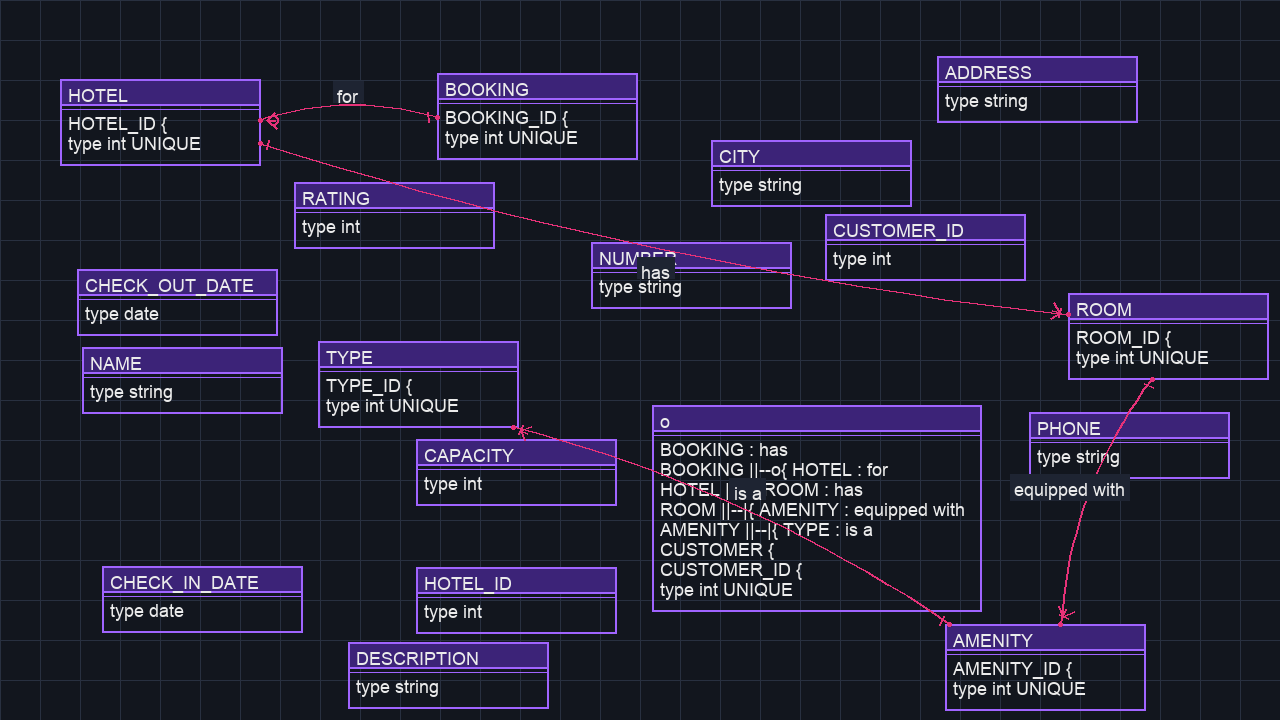 ADDRESS
type string
HOTEL
HOTEL_ID {
type int UNIQUE
for
BOOKING
BOOKING_ID {
type int UNIQUE
CITY
type string
RATING
type int
CUSTOMER_ID
type int
NUMBER
has
type string
CHECK_OUT_DATE
type date
ROOM
ROOM_ID {
type int UNIQUE
NAME
type string
TYPE
TYPE_ID {
type int UNIQUE
PHONE
type string
equipped with
CAPACITY
type int
o
BOOKING : has
BOOKING ||--o{ HOTEL : for
HOTEL | ROOM : has
is a
ROOM ||--|{ AMENITY : equipped with
AMENITY ||--|{ TYPE : is a
CUSTOMER {
CUSTOMER_ID {
type int UNIQUE
CHECK_IN_DATE
type date
HOTEL_ID
type int
AMENITY
AMENITY_ID {
type int UNIQUE
DESCRIPTION
type string